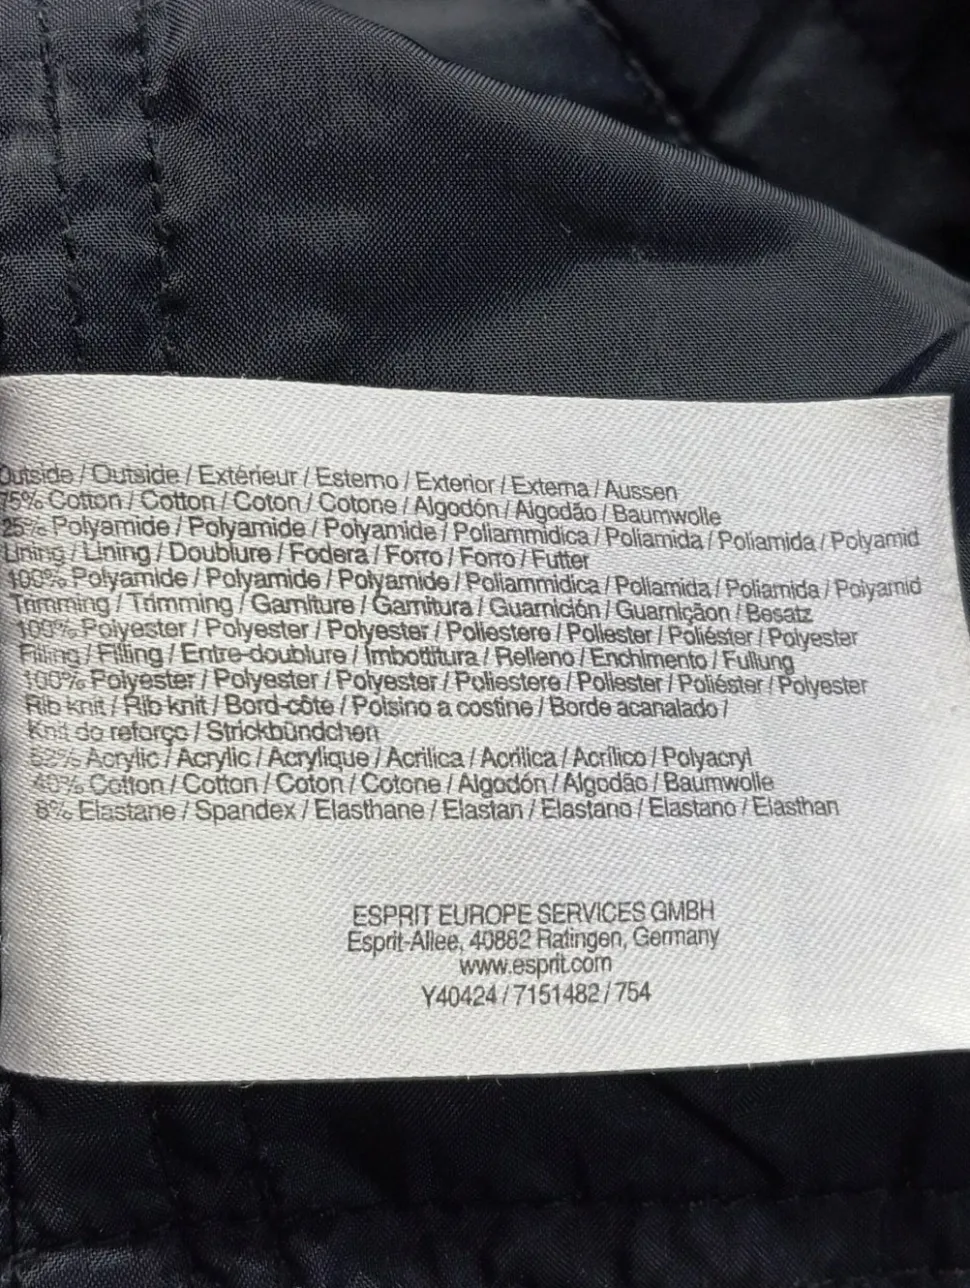 Outside / Outside / Extérieur / Esterno / Exterior / Externa / Aussen
75% Cotton / Cotton / Coton / Cotone / Algodón / Algodão / Baumwolle
25% Polyamide / Polyamide / Polyamide / Poliammidica / Poliamida / Poliamida / Polyamid
Lining / Lining / Doublure / Fodera / Forro / Forro / Futter
100% Polyamide / Polyamide / Polyamide / Poliammidica / Poliamida / Poliamida / Polyamid
Trimming / Trimming / Garniture / Garnitura / Guarnición / Guarniçãon / Besatz
100% Polyester / Polyester / Polyester / Poliestere / Poliester / Poliéster / Polyester
Filling / Filling / Entre-doublure / Imbottitura / Relleno / Enchimento / Fullung
100% Polyester / Polyester / Polyester / Poliestere / Poliester / Poliéster / Polyester
Rib knit / Rib knit / Bord-côte / Polsino a costine / Borde acanalado /
Knit do reforço / Strickbündchen
52% Acrylic / Acrylic / Acrylique / Acrilica / Acrílica / Acrílico / Polyacryl
40% Cotton / Cotton / Coton / Cotone / Algodón / Algodão / Baumwolle
8% Elastane / Spandex / Elasthane / Elastan / Elastano / Elastano / Elasthan
ESPRIT EUROPE SERVICES GMBH
Esprit-Allee, 40882 Ratingen, Germany
www.esprit.com
Y40424 / 7151482 / 754